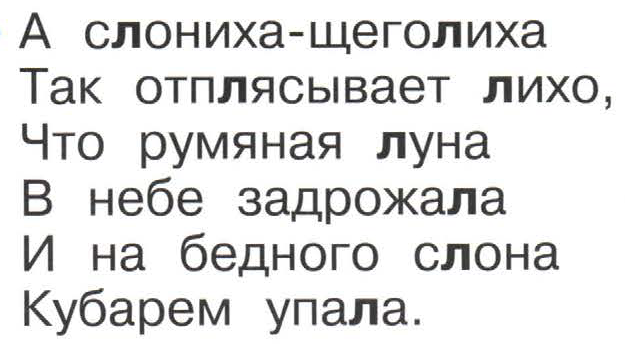 А слониха-щеголиха
Так отплясывает лихо,
Что румяная луна
В небе задрожала
И на бедного слона
Кубарем упала.